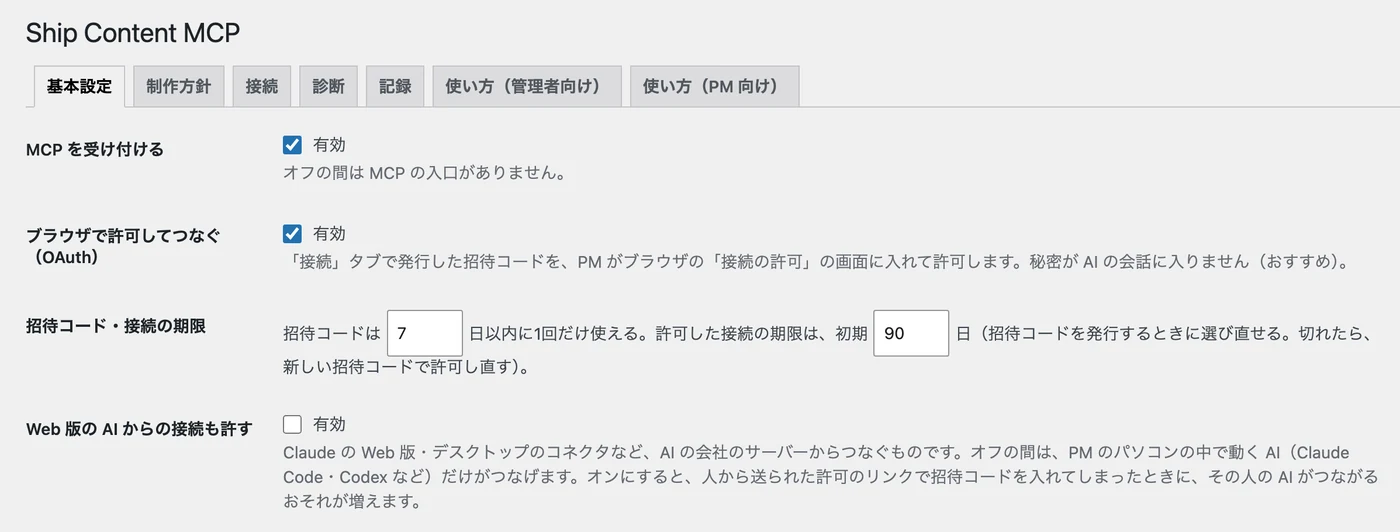 Ship Content MCP
基本設定 制作方針 接続 診断 記録 使い方（管理者向け） 使い方（PM 向け）
MCP を受け付ける
有効
オフの間は MCP の入口がありません。
ブラウザで許可してつなぐ
（OAuth）
有効
「接続」タブで発行した招待コードを、PM がブラウザの「接続の許可」の画面に入れて許可します。秘密が AI の会話に入りません（おすすめ）。
招待コード・接続の期限
招待コードは 7 日以内に1回だけ使える。許可した接続の期限は、初期 90 日（招待コードを発行するときに選び直せる。切れたら、
新しい招待コードで許可し直す）。
Web 版の AI からの接続も許す
有効
Claude の Web 版・デスクトップのコネクタなど、AI の会社のサーバーからつなぐものです。オフの間は、PM のパソコンの中で動く AI（Claude
Code・Codex など）だけがつなげます。オンにすると、人から送られた許可のリンクで招待コードを入れてしまったときに、その人の AI がつながる
おそれが増えます。